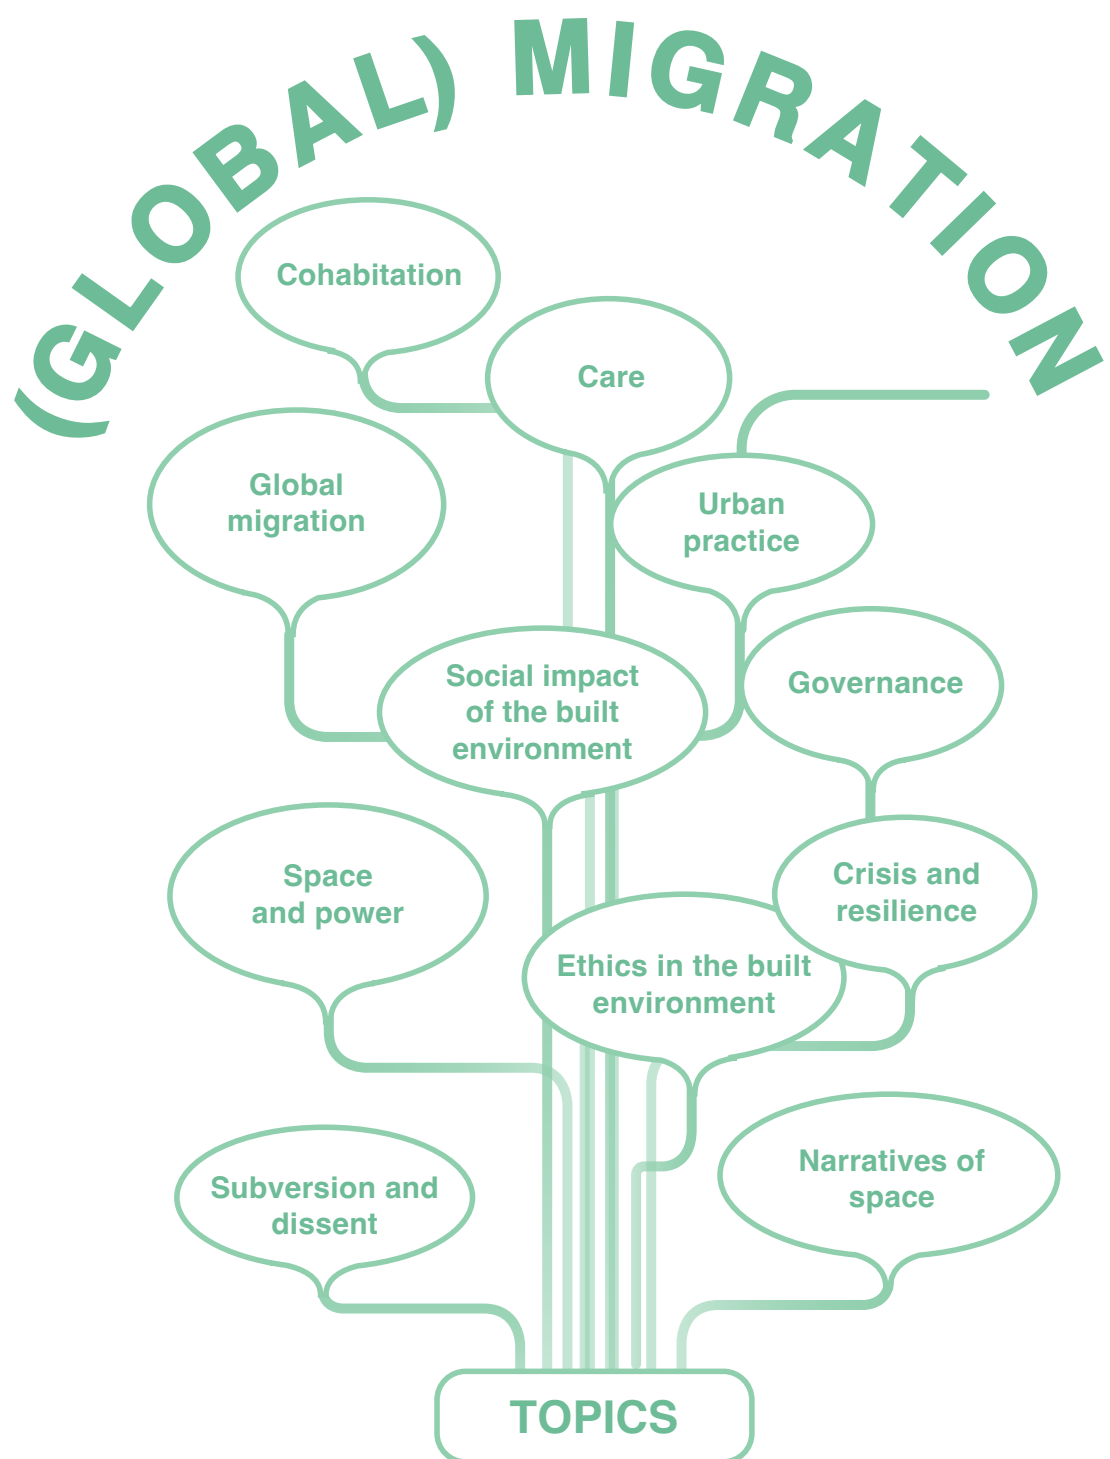 (GLOBAL) MIGRATION
Cohabitation
Care
Global
migration
Urban
practice
Social impact
of the built
environment
Governance
Space
and power
Crisis and
resilience
Ethics in the built
environment
Subversion and
dissent
Narratives of
space
TOPICS